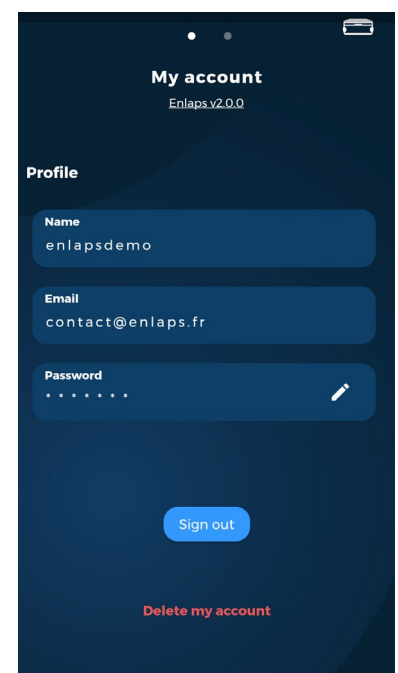 My account
Enlaps v2.0.0
Profile
Name
enlapsdemo
Email
contact@enlaps.fr
Password
* * * * * * *
Sign out
Delete my account